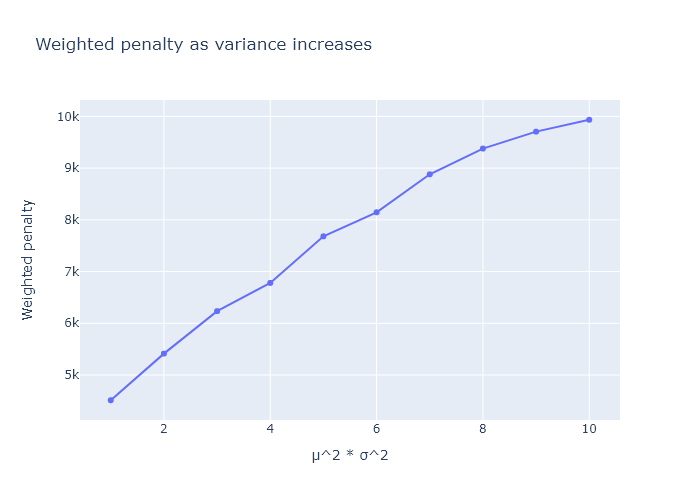 Weighted penalty as variance increases
10k
9k
8k
7k
6k
5k
Weighted penalty
2
4
6
8
10
μ^2 * σ^2